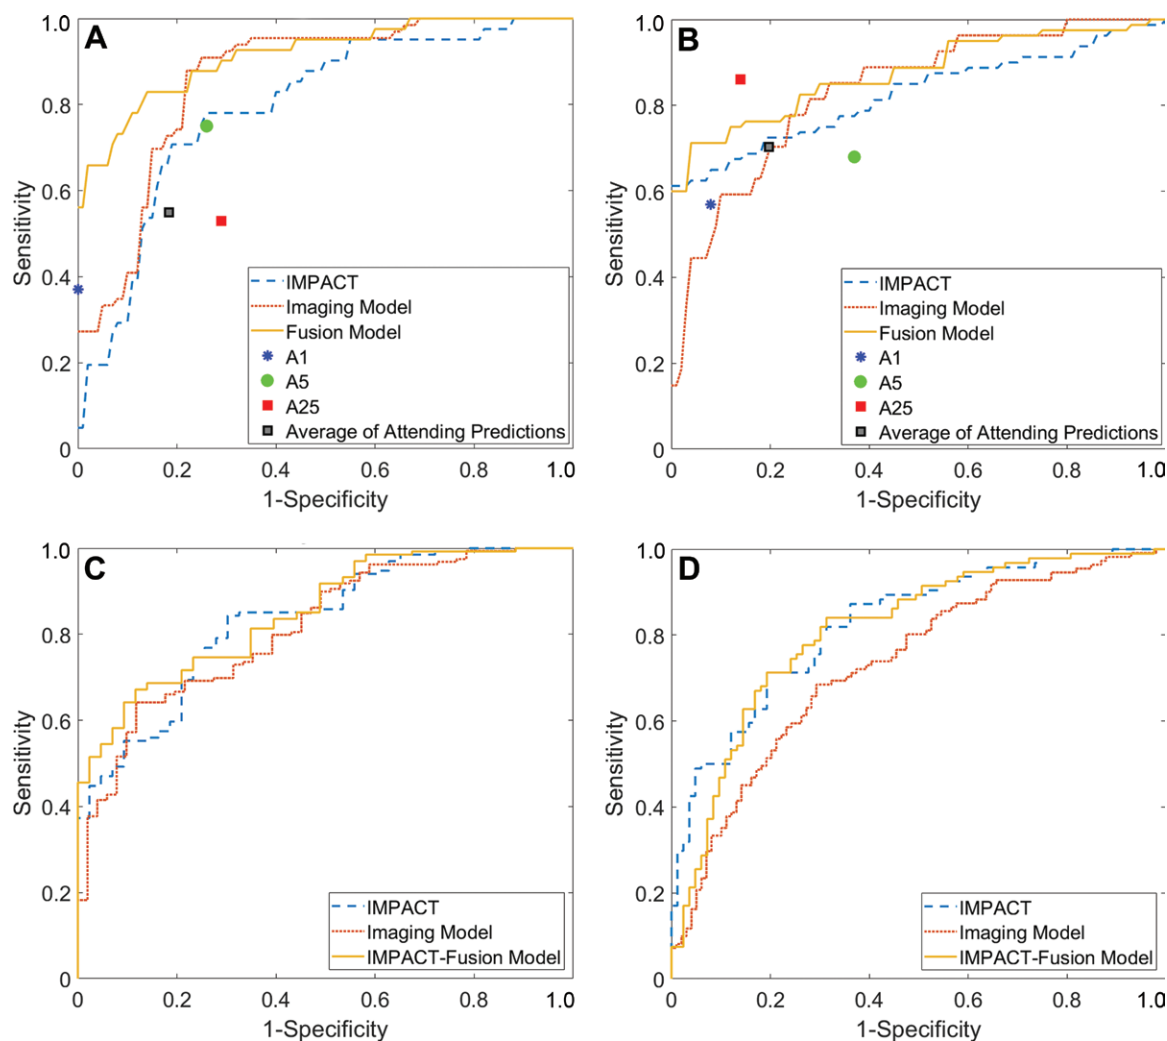 A
1.0
0.8
0.6
0.4
0.2
0
Sensitivity
0 0.2 0.4 0.6 0.8 1.0
1-Specificity
IMPACT
Imaging Model
Fusion Model
A1
A5
A25
Average of Attending Predictions
B
1.0
0.8
0.6
0.4
0.2
0
Sensitivity
0 0.2 0.4 0.6 0.8 1.0
1-Specificity
IMPACT
Imaging Model
Fusion Model
A1
A5
A25
Average of Attending Predictions
C
1.0
0.8
0.6
0.4
0.2
0
Sensitivity
0 0.2 0.4 0.6 0.8 1.0
1-Specificity
IMPACT
Imaging Model
IMPACT-Fusion Model
D
1.0
0.8
0.6
0.4
0.2
0
Sensitivity
0 0.2 0.4 0.6 0.8 1.0
1-Specificity
IMPACT
Imaging Model
IMPACT-Fusion Model